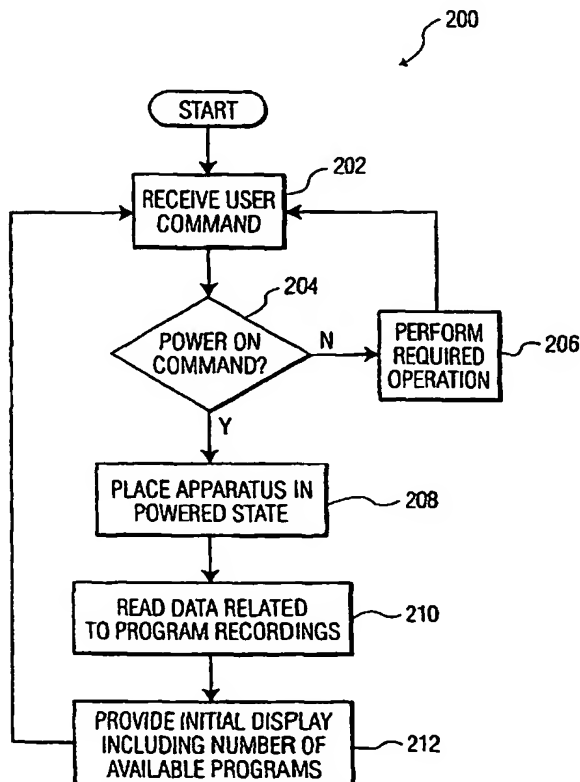 200
START
RECEIVE USER
COMMAND
202
204
POWER ON
COMMAND?
N
PERFORM
REQUIRED
OPERATION
206
Y
PLACE APPARATUS IN
POWERED STATE
208
READ DATA RELATED
TO PROGRAM RECORDINGS
210
PROVIDE INITIAL DISPLAY
INCLUDING NUMBER OF
AVAILABLE PROGRAMS
212